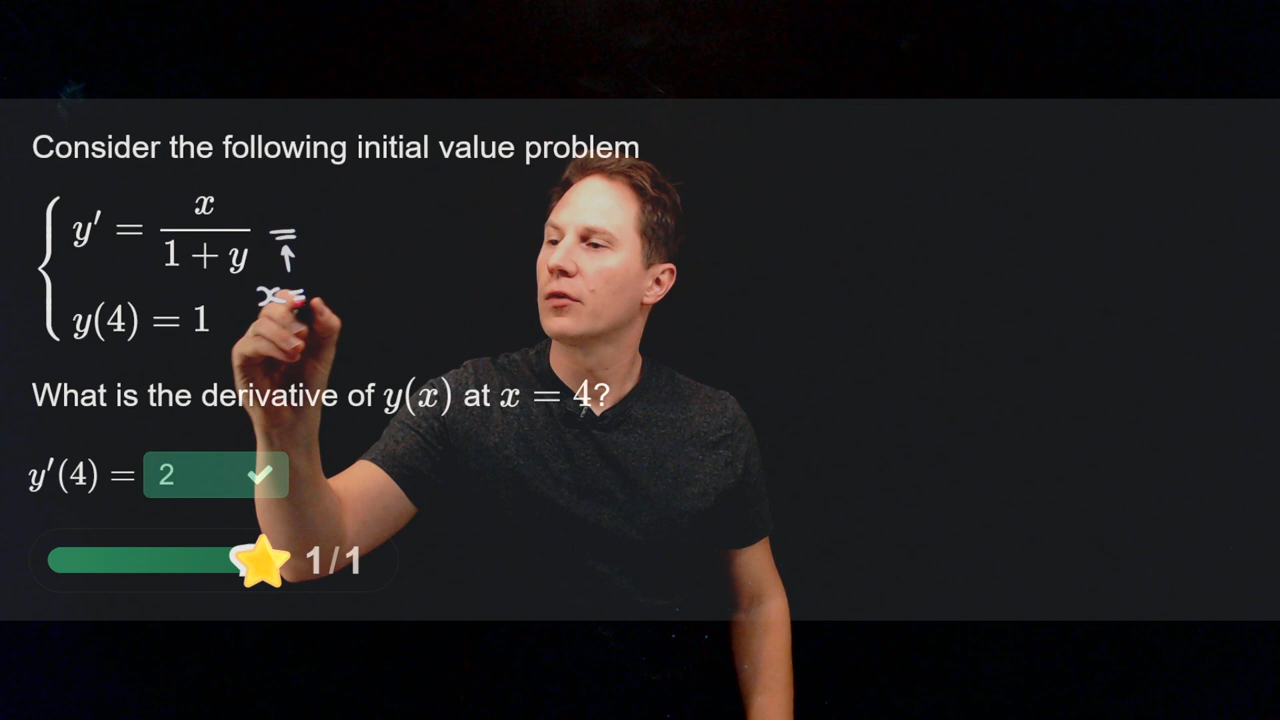 Consider the following initial value problem
y′ = x / (1 + y) =
↑
x=
y(4) = 1
What is the derivative of y(x) at x = 4?
y′(4) = 2 ✓
1/1